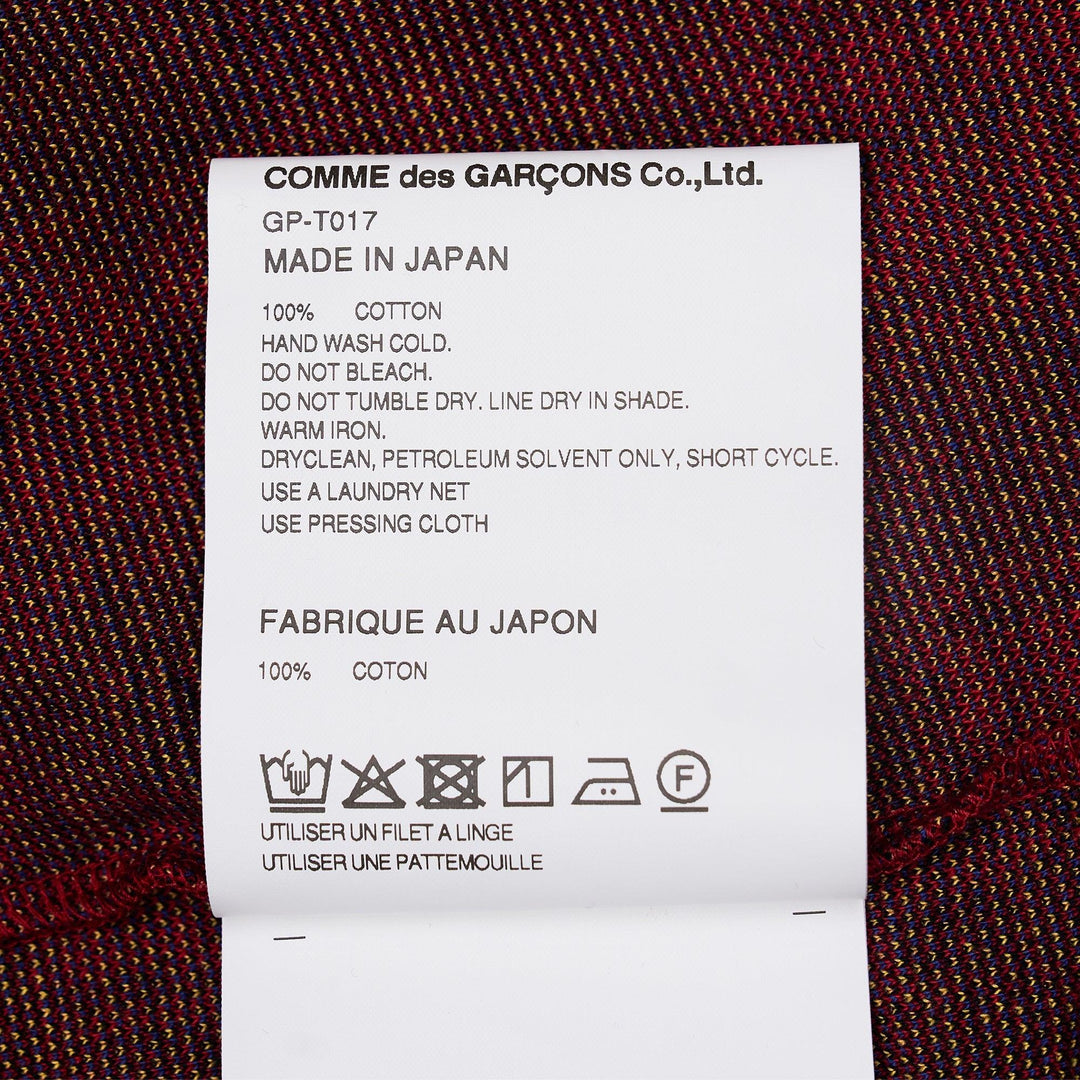 COMME des GARÇONS Co.,Ltd.
GP-T017
MADE IN JAPAN
100% COTTON
HAND WASH COLD.
DO NOT BLEACH.
DO NOT TUMBLE DRY. LINE DRY IN SHADE.
WARM IRON.
DRYCLEAN, PETROLEUM SOLVENT ONLY, SHORT CYCLE.
USE A LAUNDRY NET
USE PRESSING CLOTH
FABRIQUE AU JAPON
100% COTON
F
UTILISER UN FILET A LINGE
UTILISER UNE PATTEMOUILLE